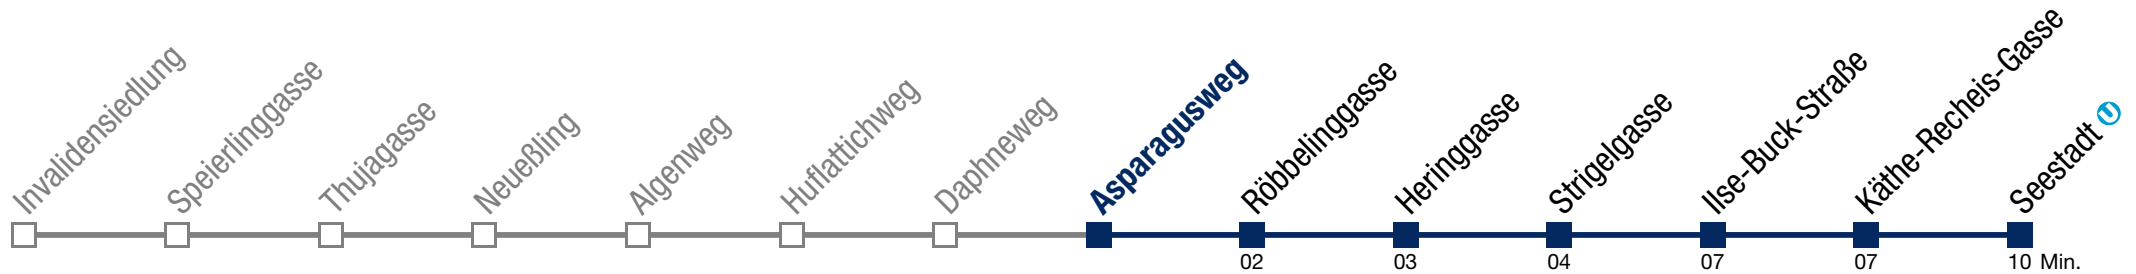 Invalidensiedlung
Speierlinggasse
Thujagasse
Neueßling
Algenweg
Huflattichweg
Daphneweg
Asparagusweg
Röbbelinggasse
Heringgasse
Strigelgasse
Ilse-Buck-Straße
Käthe-Recheis-Gasse
Seestadt U
02 03 04 07 07 10 Min.